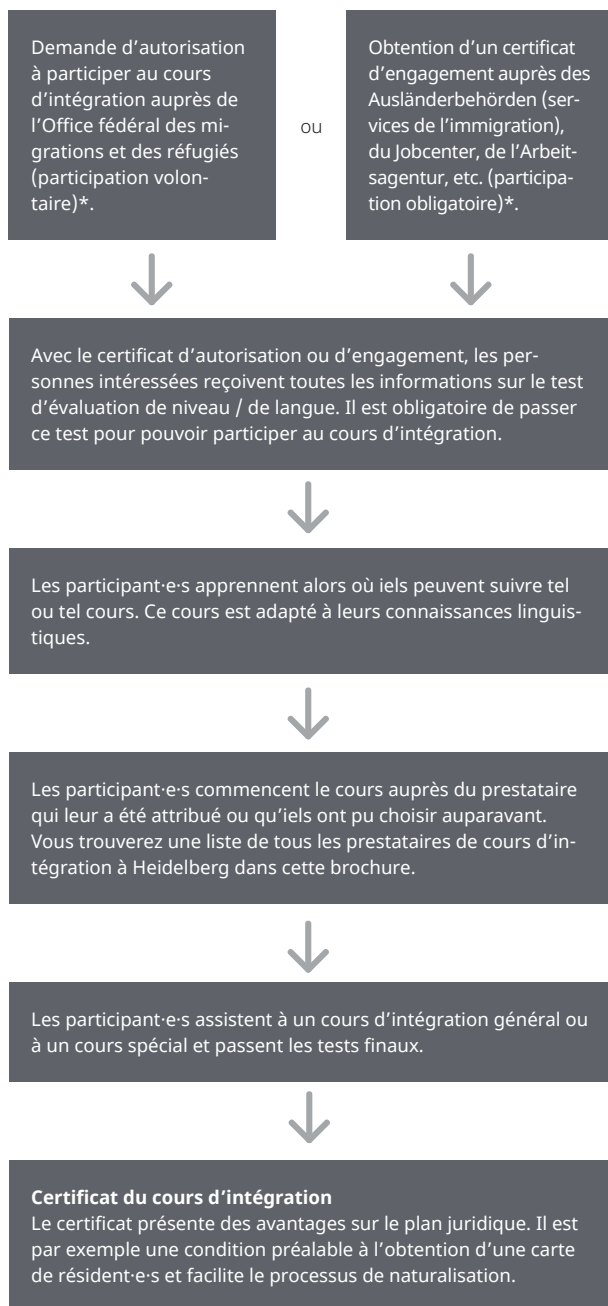 Demande d’autorisation
à participer au cours
d’intégration auprès de
l’Office fédéral des mi-
grations et des réfugiés
(participation volon-
taire)*.
ou
Obtention d’un certificat
d’engagement auprès des
Ausländerbehörden (ser-
vices de l’immigration),
du Jobcenter, de l’Arbeit-
sagentur, etc. (participa-
tion obligatoire)*.
Avec le certificat d’autorisation ou d’engagement, les per-
sonnes intéressées reçoivent toutes les informations sur le test
d’évaluation de niveau / de langue. Il est obligatoire de passer
ce test pour pouvoir participer au cours d’intégration.
Les participant·e·s apprennent alors où iels peuvent suivre tel
ou tel cours. Ce cours est adapté à leurs connaissances linguis-
tiques.
Les participant·e·s commencent le cours auprès du prestataire
qui leur a été attribué ou qu’iels ont pu choisir auparavant.
Vous trouverez une liste de tous les prestataires de cours d’in-
tégration à Heidelberg dans cette brochure.
Les participant·e·s assistent à un cours d’intégration général ou
à un cours spécial et passent les tests finaux.
Certificat du cours d’intégration
Le certificat présente des avantages sur le plan juridique. Il est
par exemple une condition préalable à l’obtention d’une carte
de résident·e·s et facilite le processus de naturalisation.